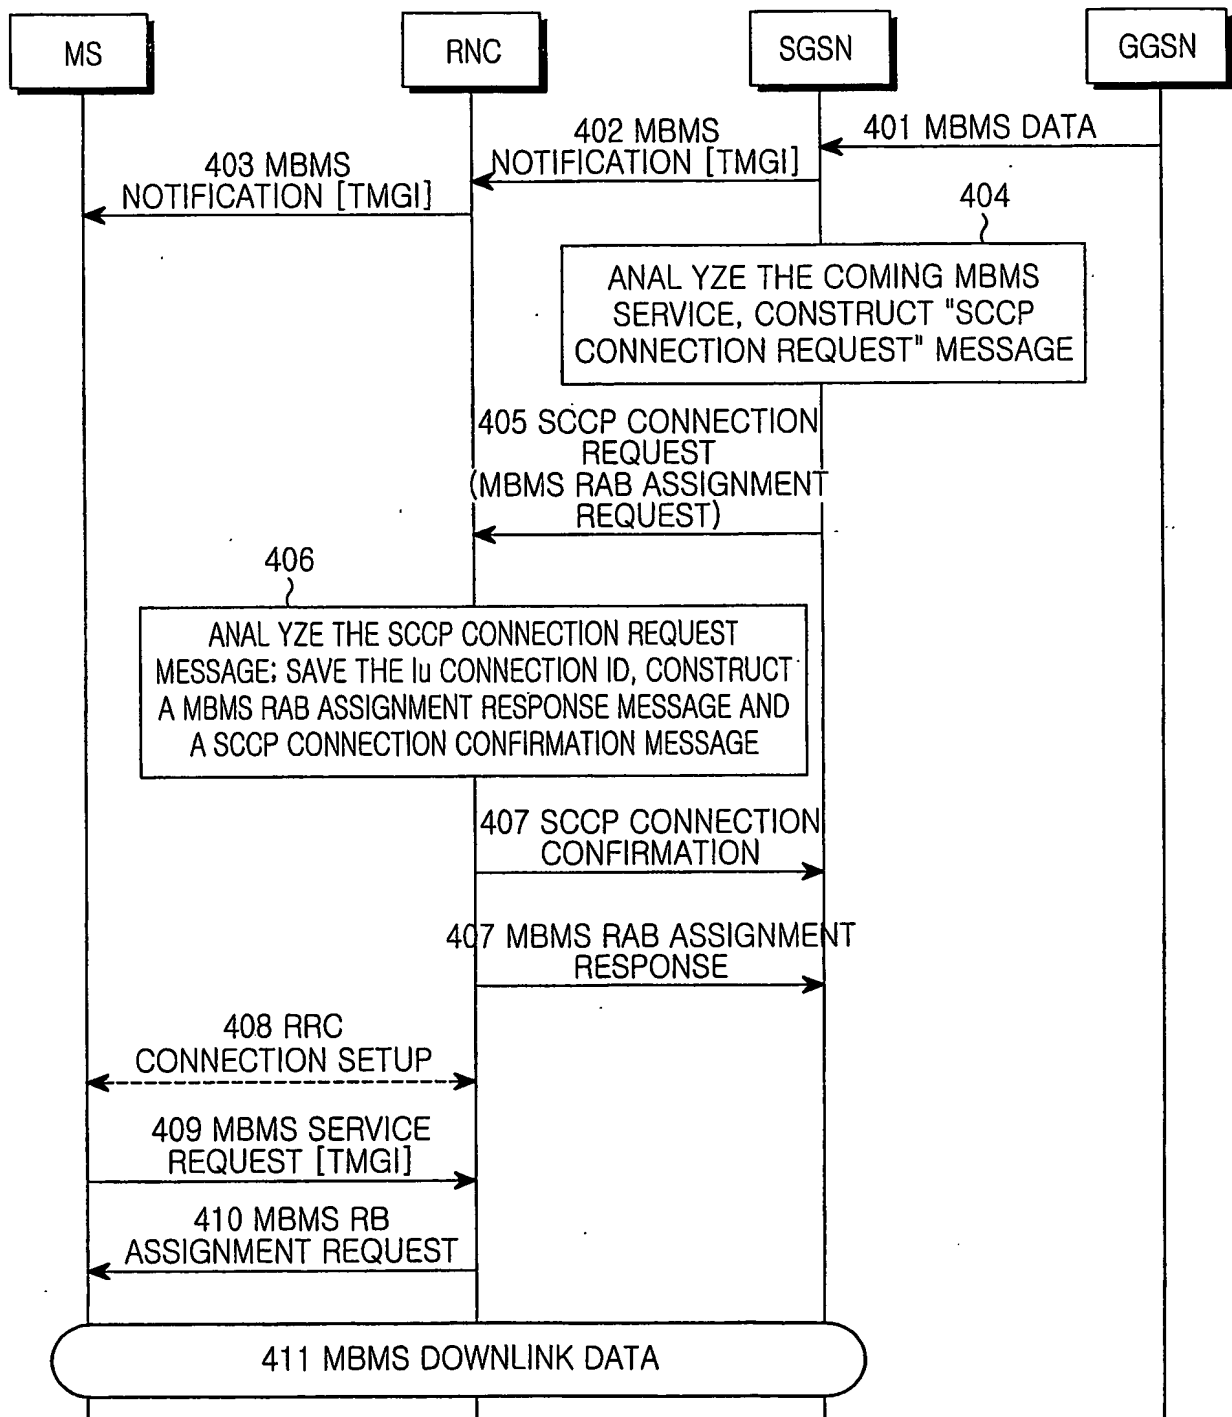 MS
RNC
SGSN
GGSN
401 MBMS DATA
402 MBMS
NOTIFICATION [TMGI]
403 MBMS
NOTIFICATION [TMGI]
404
ANAL YZE THE COMING MBMS
SERVICE, CONSTRUCT "SCCP
CONNECTION REQUEST" MESSAGE
405 SCCP CONNECTION
REQUEST
(MBMS RAB ASSIGNMENT
REQUEST)
406
ANAL YZE THE SCCP CONNECTION REQUEST
MESSAGE; SAVE THE Iu CONNECTION ID, CONSTRUCT
A MBMS RAB ASSIGNMENT RESPONSE MESSAGE AND
A SCCP CONNECTION CONFIRMATION MESSAGE
407 SCCP CONNECTION
CONFIRMATION
407 MBMS RAB ASSIGNMENT
RESPONSE
408 RRC
CONNECTION SETUP
409 MBMS SERVICE
REQUEST [TMGI]
410 MBMS RB
ASSIGNMENT REQUEST
411 MBMS DOWNLINK DATA